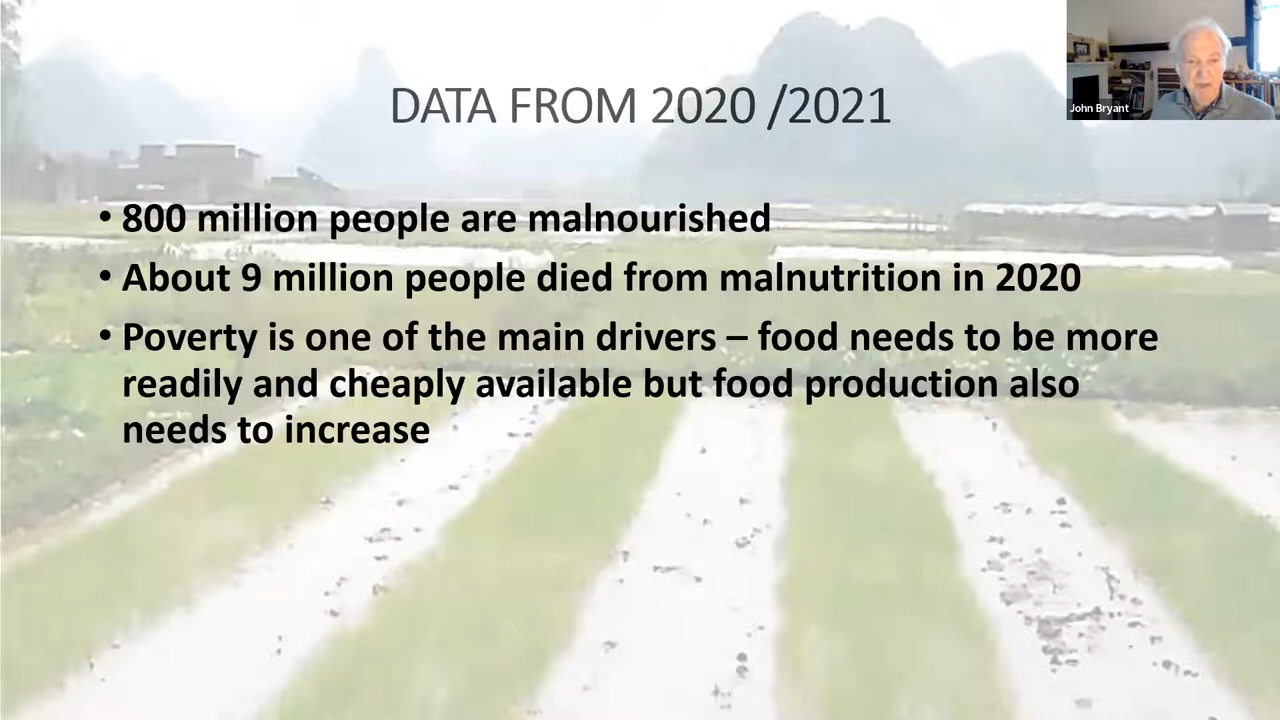 DATA FROM 2020 /2021
John Bryant
• 800 million people are malnourished
• About 9 million people died from malnutrition in 2020
• Poverty is one of the main drivers – food needs to be more
readily and cheaply available but food production also
needs to increase